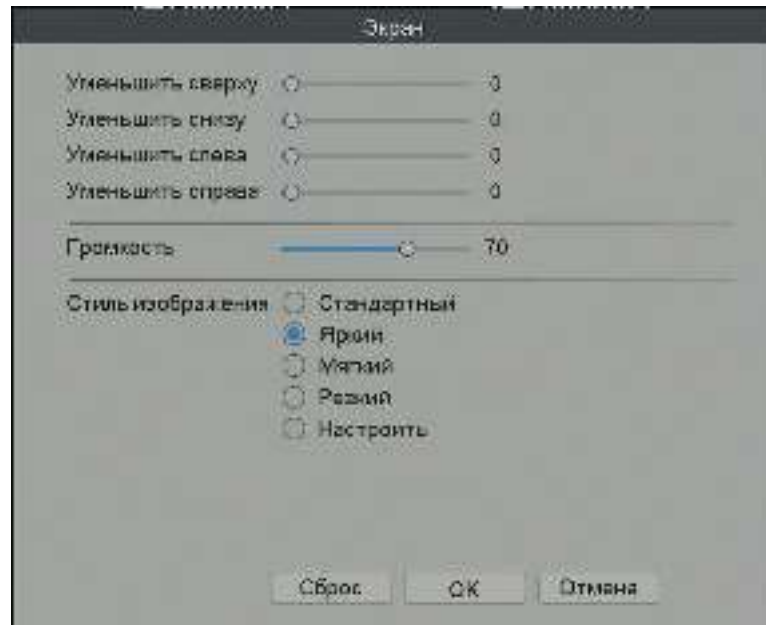 Экран
Уменьшить сверху 0
Уменьшить снизу 0
Уменьшить слева 0
Уменьшить справа 0
Громкость 70
Стиль изображения Стандартный
Яркий
Мягкий
Резкий
Настроить
Сброс OK Отмена